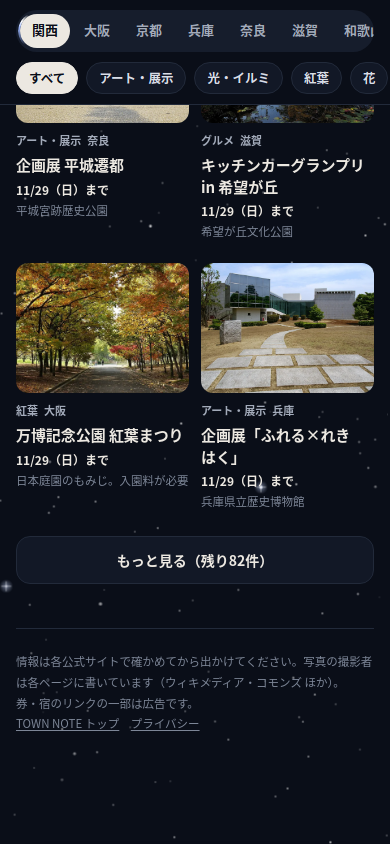 関西 大阪 京都 兵庫 奈良 滋賀
すべて アート・展示 光・イルミ 紅葉 花
アート・展示 奈良
企画展 平城遷都
11/29（日）まで
平城宮跡歴史公園
グルメ 滋賀
キッチンカーグランプリ
in 希望が丘
11/29（日）まで
希望が丘文化公園
紅葉 大阪
万博記念公園 紅葉まつり
11/29（日）まで
日本庭園のもみじ。入園料が必要
アート・展示 兵庫
企画展「ふれる×れき
はく」
11/29（日）まで
兵庫県立歴史博物館
もっと見る（残り82件）
情報は各公式サイトで確かめてから出かけてください。写真の撮影者
は各ページに書いています（ウィキメディア・コモンズ ほか）。
券・宿のリンクの一部は広告です。
TOWN NOTE トップ プライバシー